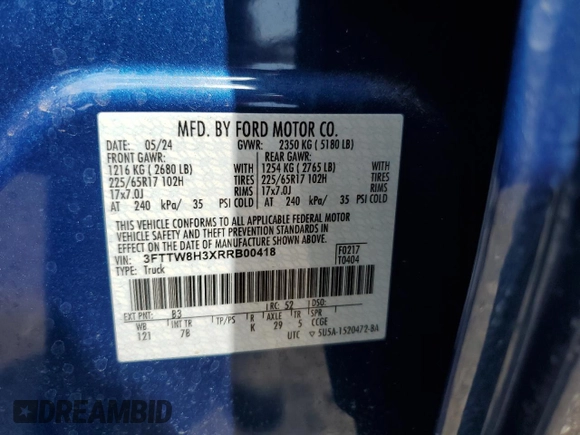 MFD. BY FORD MOTOR CO.
DATE: 05/24 GVWR: 2350 KG ( 5180 LB)
FRONT GAWR: REAR GAWR:
1216 KG ( 2680 LB) WITH 1254 KG ( 2765 LB) WITH
225/65R17 102H TIRES 225/65R17 102H TIRES
17x7.0J RIMS 17x7.0J RIMS
AT 240 kPa/ 35 PSI COLD AT 240 kPa/ 35 PSI COLD
THIS VEHICLE CONFORMS TO ALL APPLICABLE FEDERAL MOTOR
VEHICLE SAFETY AND THEFT PREVENTION STANDARDS IN EFFECT
ON THE DATE OF MANUFACTURE SHOWN ABOVE.
VIN: 3FTTW8H3XRRB00418 F0217
TYPE: Truck T0404
EXT PNT: B3 RC: 52 DSO:
WB INT TR TP/PS R AXLE TR SPR
121 7B K 29 5 CCGE
UTC 5U5A-1520472-BA
DREAMBID